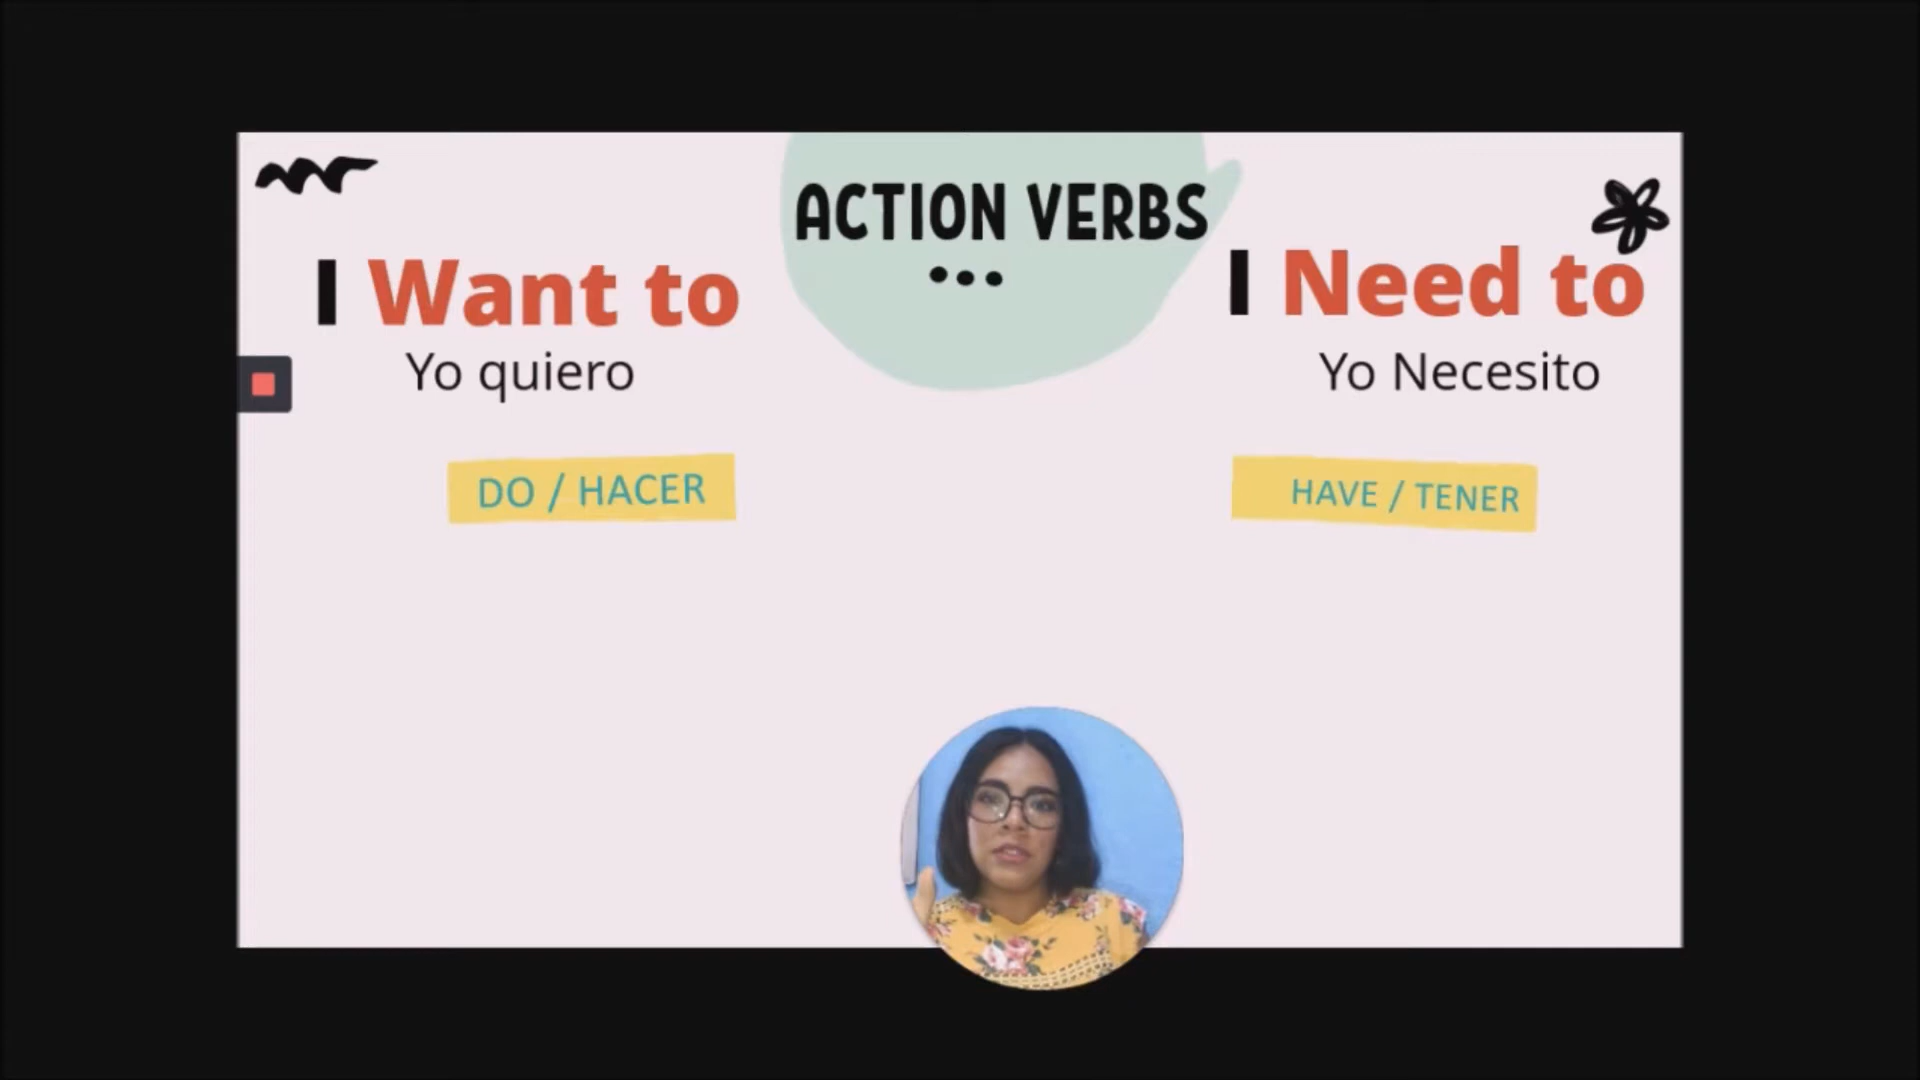 ACTION VERBS
I Want to
Yo quiero
DO / HACER
I Need to
Yo Necesito
HAVE / TENER